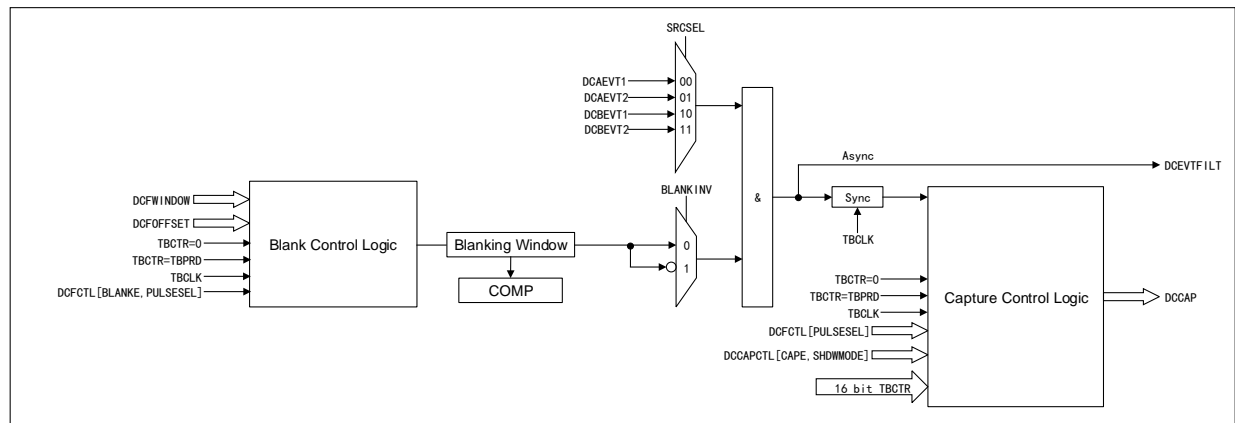 SRCSEL
DCAEVT1
00
DCAEVT2
01
DCBEVT1
10
DCBEVT2
11
Async
DCEVTFILT
DCFWINDOW
DCFOFFSET
TBCTR=0
TBCTR=TBPRD
TBCLK
DCFCTL[BLANKE,PULSESEL]
Blank Control Logic
Blanking Window
COMP
BLANKINV
0
1
&
Sync
TBCLK
TBCTR=0
TBCTR=TBPRD
TBCLK
DCFCTL[PULSESEL]
DCCAPCTL[CAPE,SHDWMODE]
16 bit TBCTR
Capture Control Logic
DCCAP